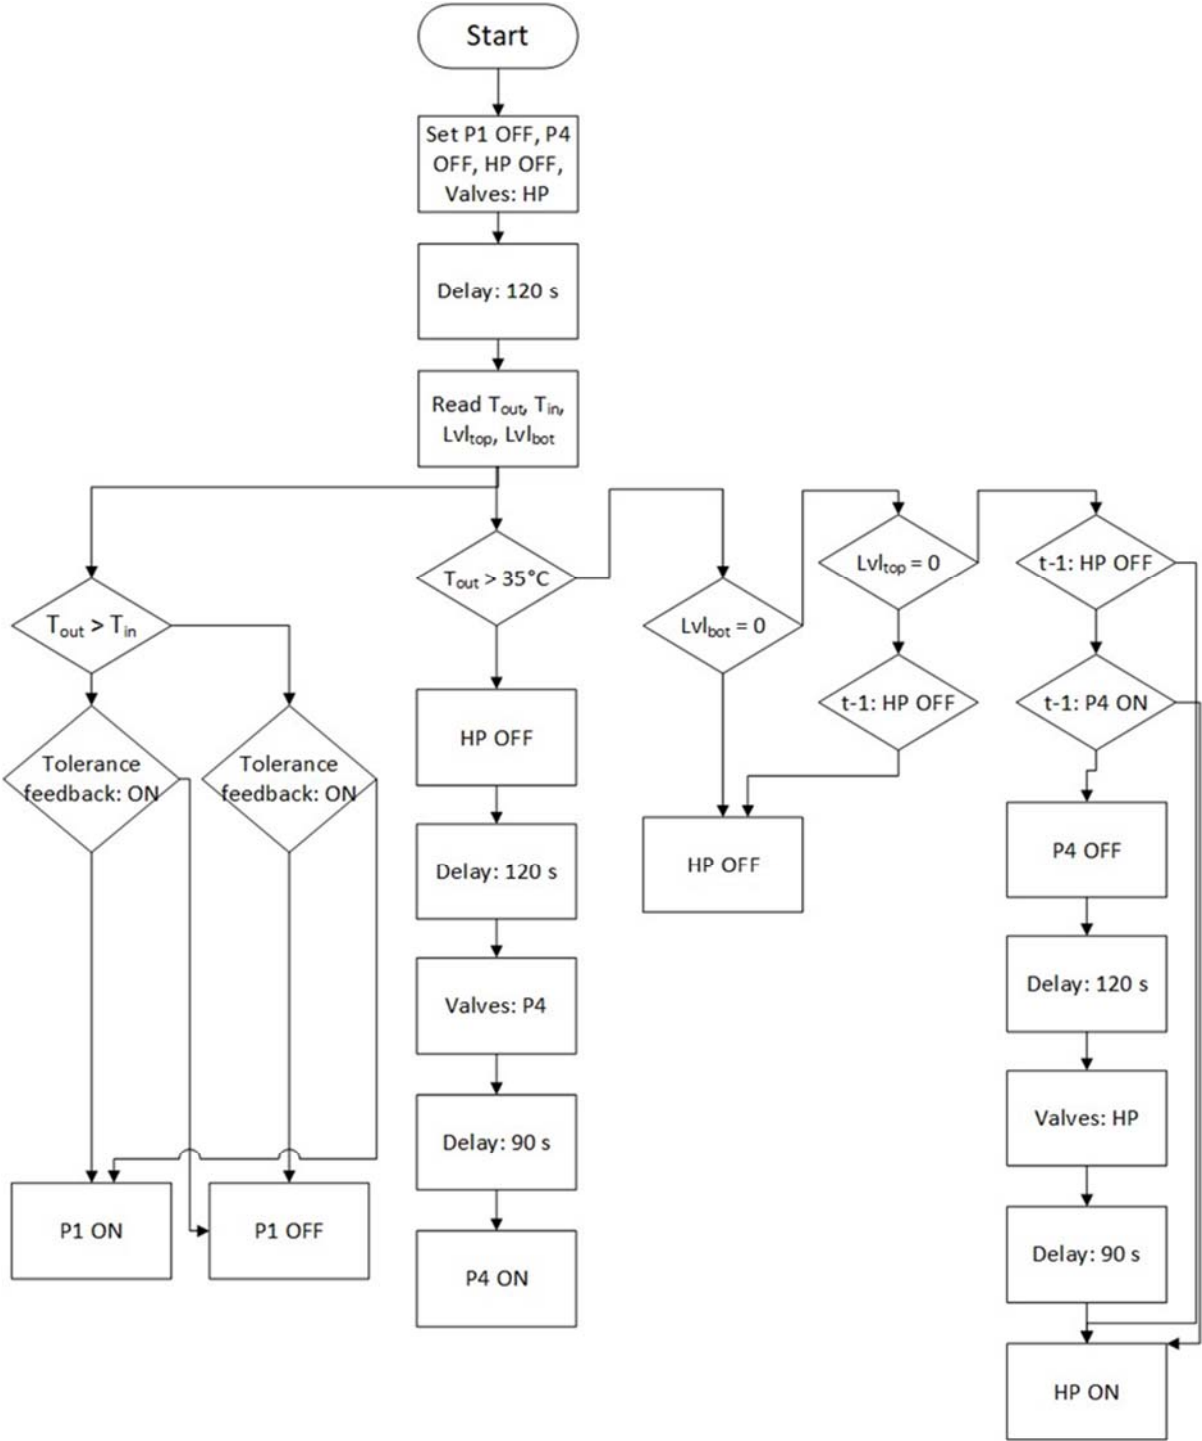 Start
Set P1 OFF, P4
OFF, HP OFF,
Valves: HP
Delay: 120 s
Read Tout, Tin,
Lvltop, Lvlbot
Tout > Tin
Tolerance
feedback: ON
Tolerance
feedback: ON
P1 ON
P1 OFF
Tout > 35°C
HP OFF
Delay: 120 s
Valves: P4
Delay: 90 s
P4 ON
Lvlbot = 0
HP OFF
Lvltop = 0
t-1: HP OFF
t-1: HP OFF
t-1: P4 ON
P4 OFF
Delay: 120 s
Valves: HP
Delay: 90 s
HP ON